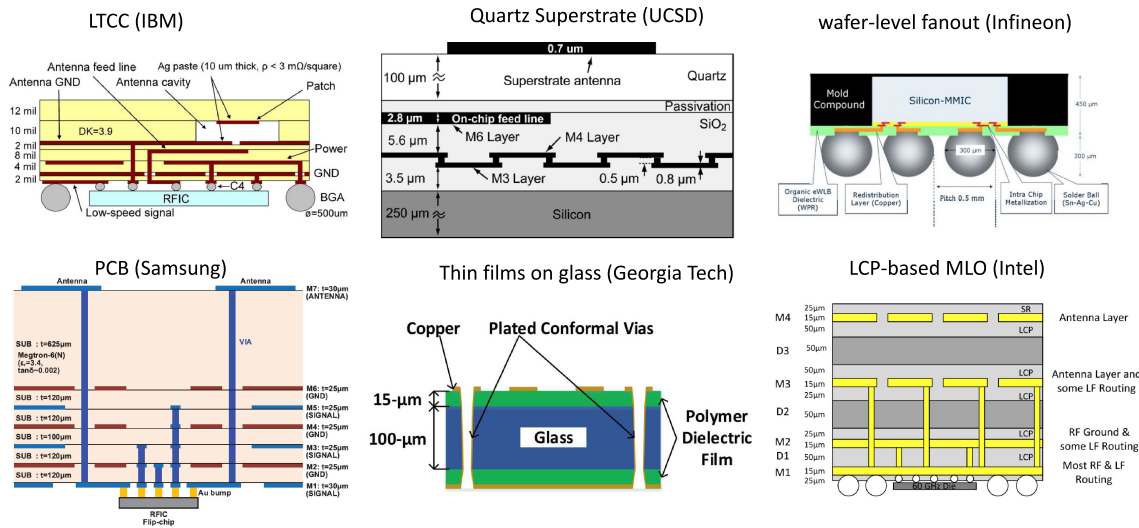 LTCC (IBM)
Antenna feed line
Ag paste (10 um thick, ρ < 3 mΩ/square)
Antenna GND
Antenna cavity
Patch
12 mil
10 mil
DK=3.9
2 mil
8 mil
4 mil
2 mil
Power
GND
C4
RFIC
BGA
Low-speed signal
ø=500um
Quartz Superstrate (UCSD)
0.7 um
100 µm
Superstrate antenna
Quartz
Passivation
2.8 µm
On-chip feed line
SiO2
M6 Layer
M4 Layer
5.6 µm
3.5 µm
M3 Layer
0.5 µm
0.8 µm
250 µm
Silicon
wafer-level fanout (Infineon)
Mold
Compound
Silicon-MMIC
450
µm
300 µm
300
µm
Organic eWLB
Dielectric
(WPR)
Redistribution
Layer (Copper)
Pitch 0.5 mm
Intra Chip
Metallization
Solder Ball
(Sn-Ag-Cu)
PCB (Samsung)
Antenna
Antenna
M7: t=30µm
(ANTENNA)
VIA
SUB : t=625µm
Megtron-6(N)
(εr=3.4,
tanδ~0.002)
M6: t=25µm
(GND)
SUB : t=120µm
M5: t=25µm
(SIGNAL)
SUB : t=120µm
M4: t=25µm
(GND)
SUB : t=100µm
M3: t=25µm
(SIGNAL)
SUB : t=120µm
M2: t=25µm
(GND)
SUB : t=120µm
M1: t=30µm
(SIGNAL)
Au bump
RFIC
Flip-chip
Thin films on glass (Georgia Tech)
Copper
Plated Conformal Vias
15-µm
100-µm
Glass
Polymer
Dielectric
Film
LCP-based MLO (Intel)
25µm
SR
M4
15µm
Antenna Layer
50µm
LCP
D3
50µm
50µm
LCP
M3
15µm
Antenna Layer and
some LF Routing
25µm
LCP
D2
50µm
25µm
LCP
M2
15µm
RF Ground &
some LF Routing
D1
50µm
LCP
M1
15µm
Most RF & LF
Routing
25µm
60 GHz Die